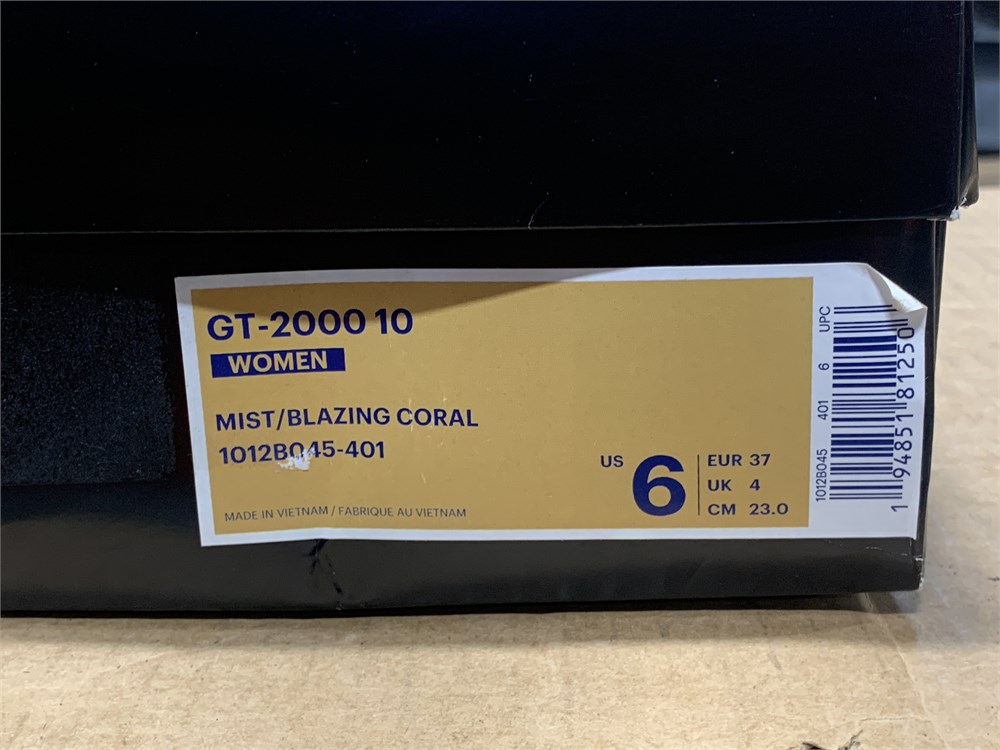 GT-2000 10
WOMEN
MIST/BLAZING CORAL
1012B045-401
MADE IN VIETNAM / FABRIQUE AU VIETNAM
US 6
EUR 37
UK 4
CM 23.0
1012B045 401 6 UPC
1 94851 81250